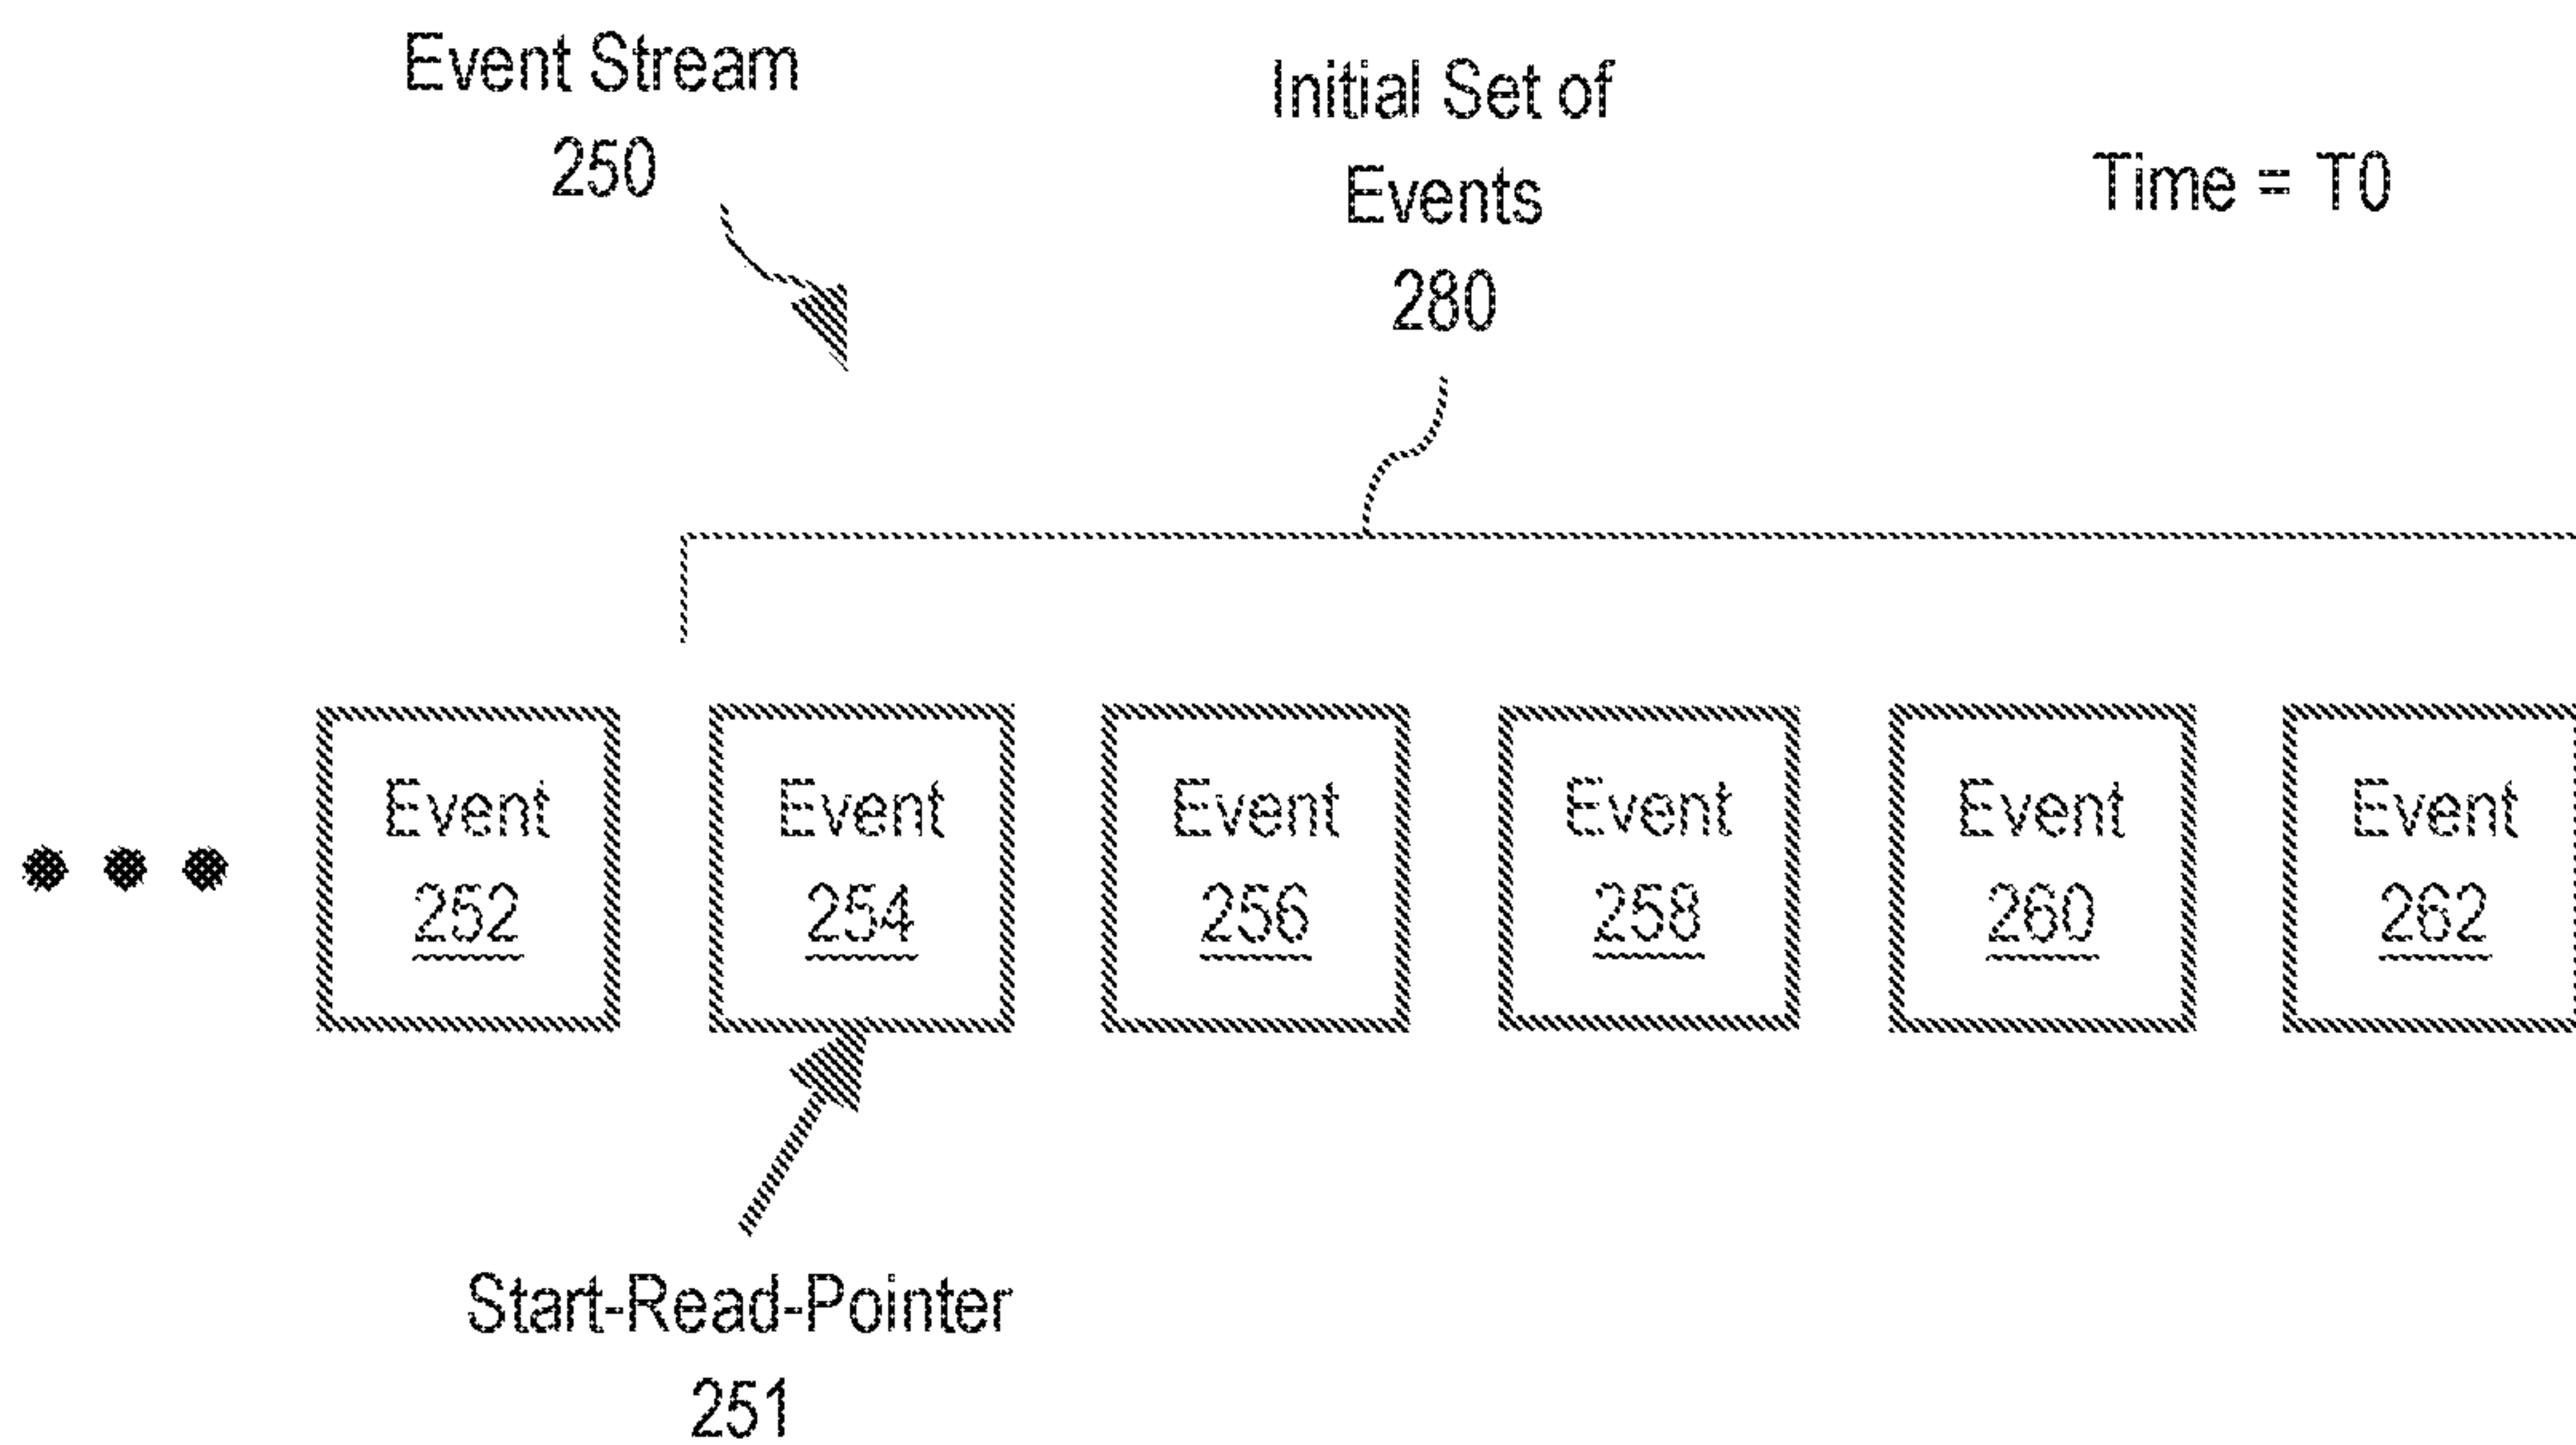 Event Stream
250
Initial Set of
Events
280
Time = T0
Event
252
Event
254
Event
256
Event
258
Event
260
Event
262
Start-Read-Pointer
251